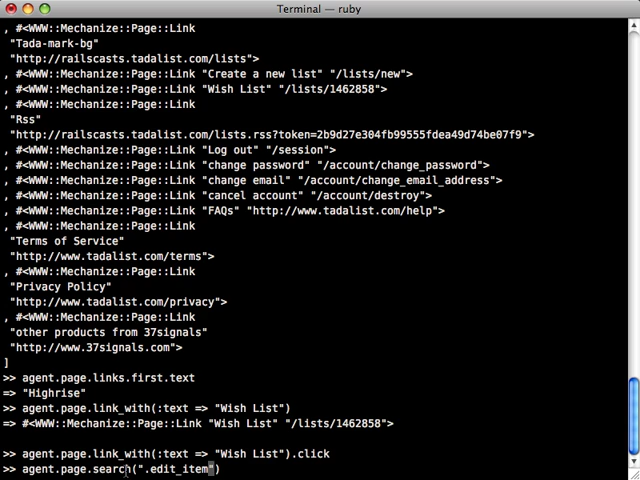 Terminal — ruby
, #<WWW::Mechanize::Page::Link
"Tada-mark-bg"
"http://railscasts.tadalist.com/lists">
, #<WWW::Mechanize::Page::Link "Create a new list" "/lists/new">
, #<WWW::Mechanize::Page::Link "Wish List" "/lists/1462858">
, #<WWW::Mechanize::Page::Link
"Rss"
"http://railscasts.tadalist.com/lists.rss?token=2b9d27e304fb99555fdea49d74be07f9">
, #<WWW::Mechanize::Page::Link "Log out" "/session">
, #<WWW::Mechanize::Page::Link "change password" "/account/change_password">
, #<WWW::Mechanize::Page::Link "change email" "/account/change_email_address">
, #<WWW::Mechanize::Page::Link "cancel account" "/account/destroy">
, #<WWW::Mechanize::Page::Link "FAQs" "http://www.tadalist.com/help">
, #<WWW::Mechanize::Page::Link
"Terms of Service"
"http://www.tadalist.com/terms">
, #<WWW::Mechanize::Page::Link
"Privacy Policy"
"http://www.tadalist.com/privacy">
, #<WWW::Mechanize::Page::Link
"other products from 37signals"
"http://www.37signals.com">
]
>> agent.page.links.first.text
=> "Highrise"
>> agent.page.link_with(:text => "Wish List")
=> #<WWW::Mechanize::Page::Link "Wish List" "/lists/1462858">
>> agent.page.link_with(:text => "Wish List").click
>> agent.page.search(".edit_item")